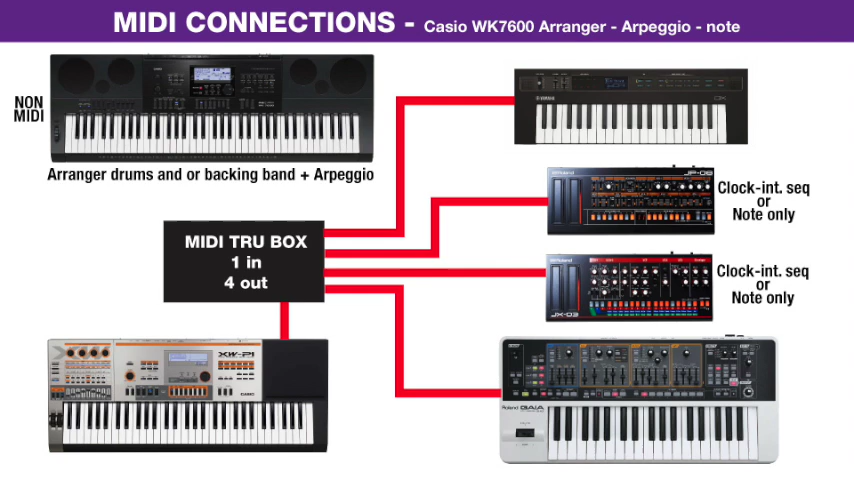 MIDI CONNECTIONS - Casio WK7600 Arranger - Arpeggio - note
NON
MIDI
Arranger drums and or backing band + Arpeggio
YAMAHA
Roland
JP-08
Clock-int. seq
or
Note only
MIDI TRU BOX
1 in
4 out
Roland
JX-03
Clock-int. seq
or
Note only
XW-P1
CASIO
Roland GAIA